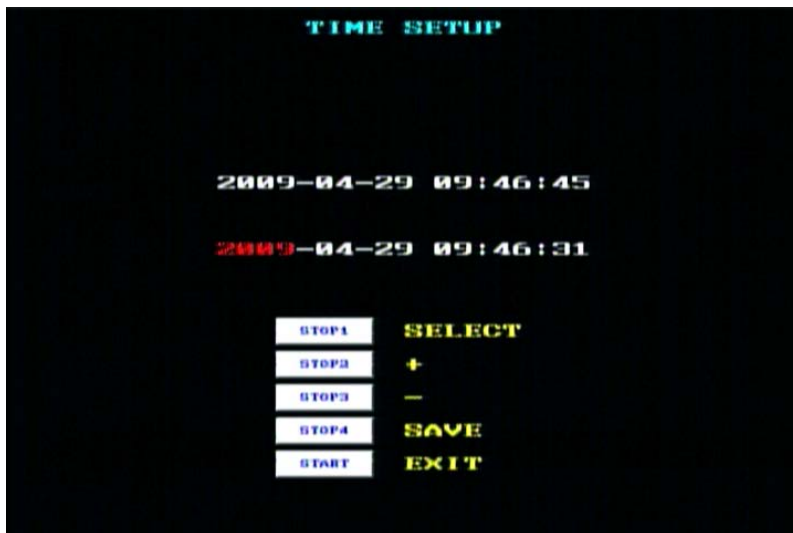 TIME SETUP
2009-04-29 09:46:45
2009-04-29 09:46:31
STOP1 SELECT
STOP2 +
STOP3 -
STOP4 SAVE
START EXIT